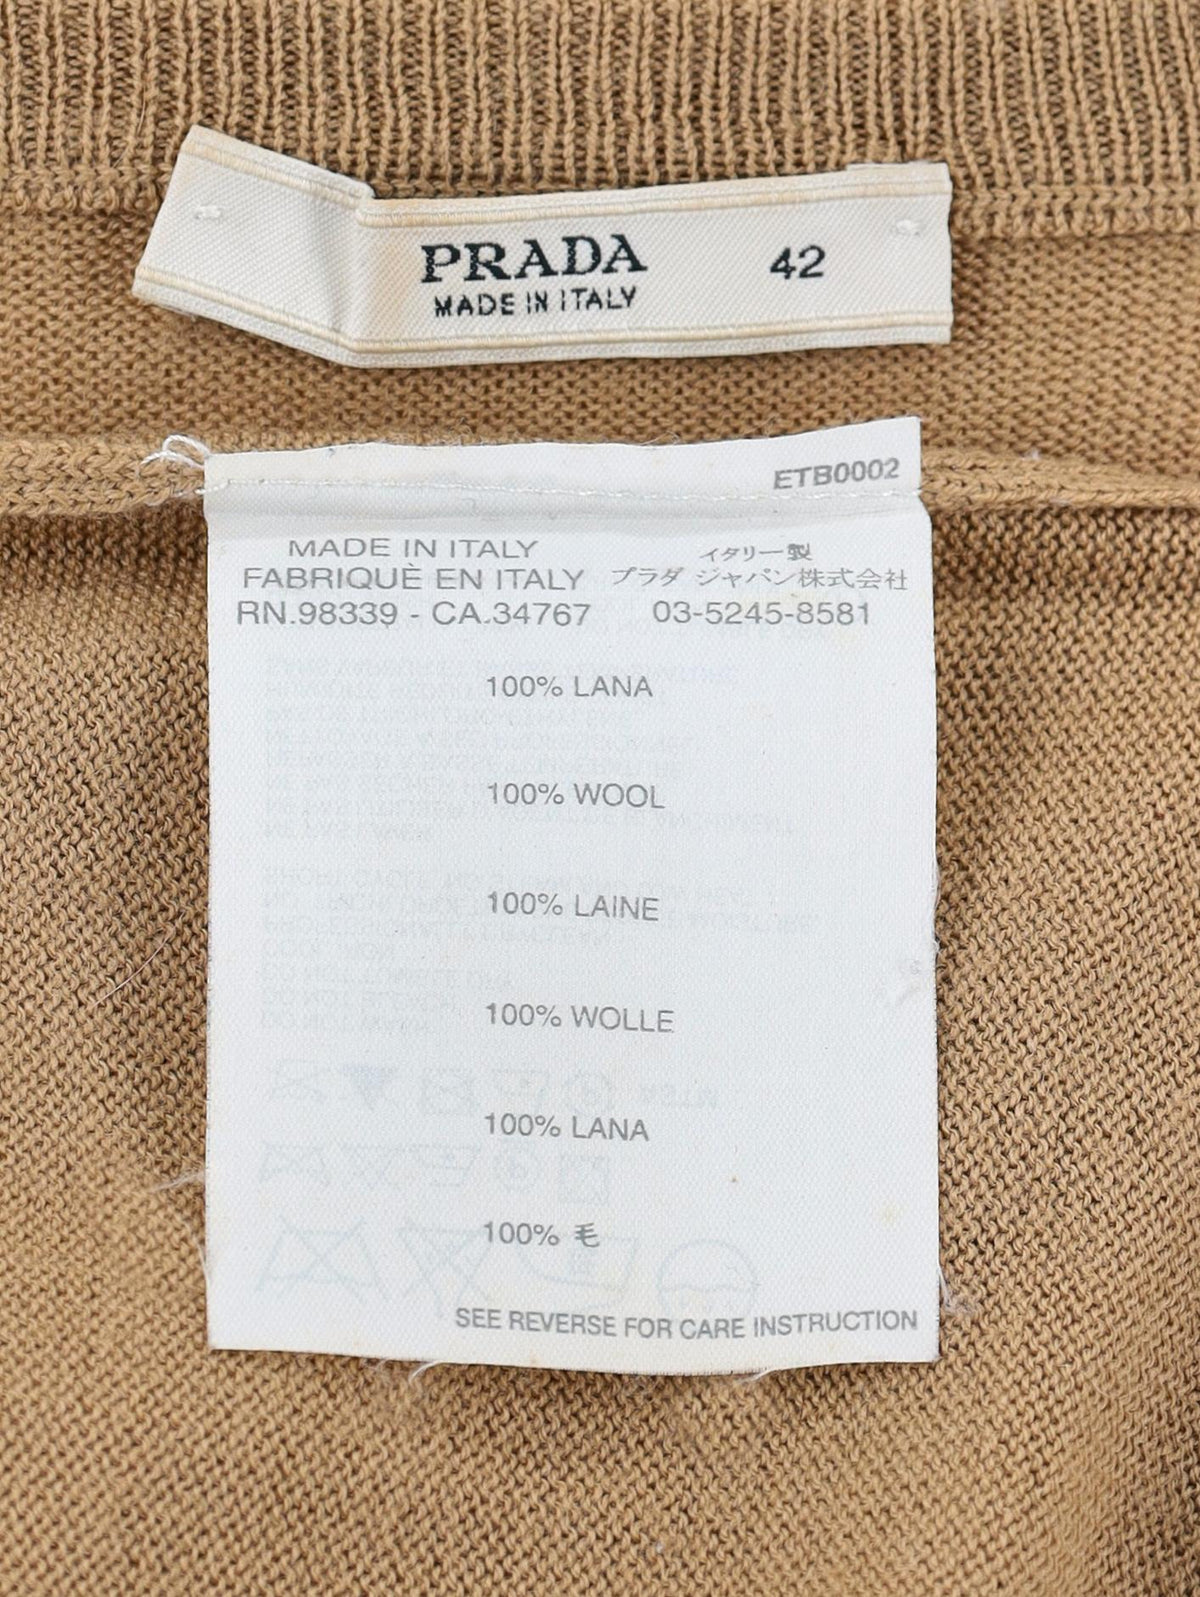 PRADA 42
MADE IN ITALY
ETB0002
MADE IN ITALY イタリー製
FABRIQUÈ EN ITALY プラダ ジャパン株式会社
RN.98339 - CA.34767 03-5245-8581
100% LANA
100% WOOL
100% LAINE
100% WOLLE
100% LANA
100% 毛
SEE REVERSE FOR CARE INSTRUCTION